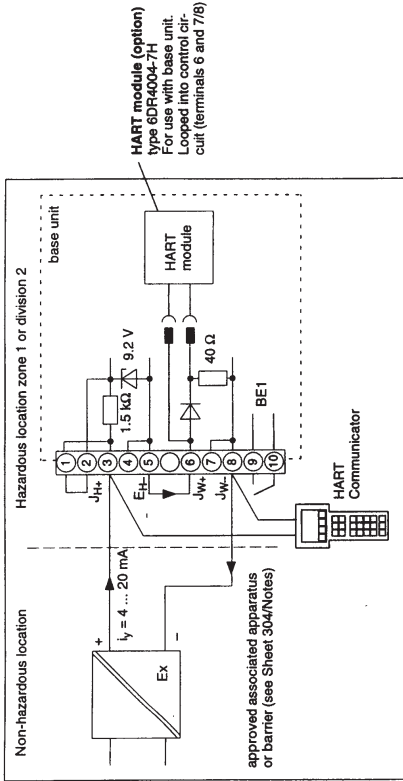 Non-hazardous location
Hazardous location zone 1 or division 2
base unit
HART module (option)
type 6DR4004-7H
For use with base unit.
Looped into control cir-
cuit (terminals 6 and 7/8)
HART
module
1
2
3
4
5
6
7
8
9
10
JH+
EH-
JW+
JW-
1.5 kΩ
9.2 V
40 Ω
BE1
+
iy = 4 ... 20 mA
Ex
-
approved associated apparatus
or barrier (see Sheet 304/Notes)
HART
Communicator